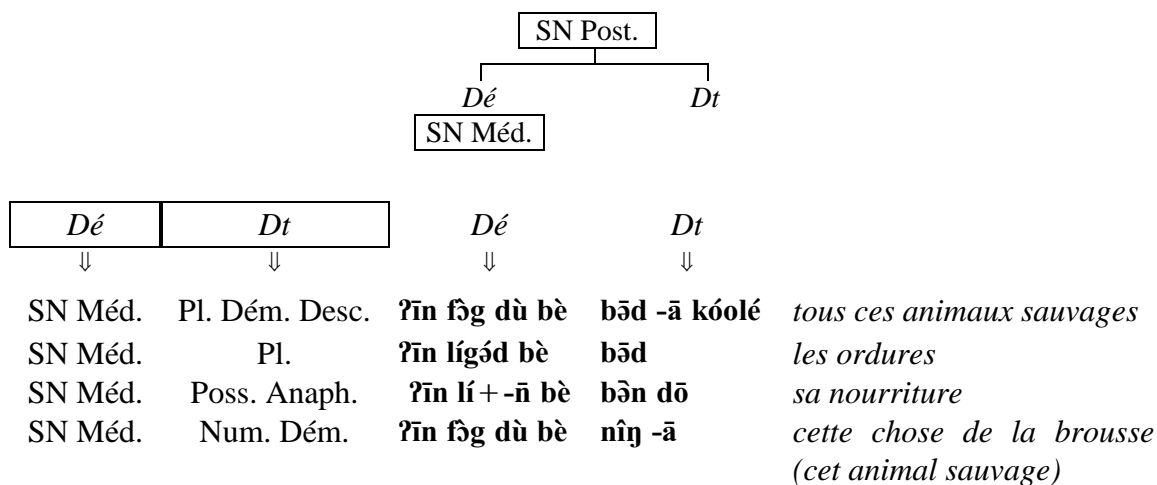 SN Post.
Dé Dt
SN Méd.
Dé Dt Dé Dt
⇓ ⇓ ⇓ ⇓
SN Méd. Pl. Dém. Desc. ʔīn fɔ̀g dù bè bə̄d -ā kóolé tous ces animaux sauvages
SN Méd. Pl. ʔīn lígə́d bè bə̄d les ordures
SN Méd. Poss. Anaph. ʔīn lí+-n̄ bè bə̀n dō sa nourriture
SN Méd. Num. Dém. ʔīn fɔ̀g dù bè nîŋ -ā cette chose de la brousse
(cet animal sauvage)